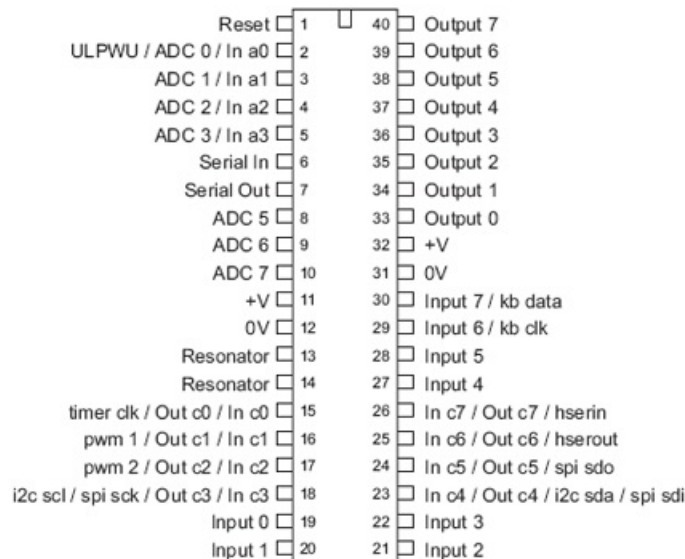 Reset 1 40 Output 7
ULPWU / ADC 0 / In a0 2 39 Output 6
ADC 1 / In a1 3 38 Output 5
ADC 2 / In a2 4 37 Output 4
ADC 3 / In a3 5 36 Output 3
Serial In 6 35 Output 2
Serial Out 7 34 Output 1
ADC 5 8 33 Output 0
ADC 6 9 32 +V
ADC 7 10 31 0V
+V 11 30 Input 7 / kb data
0V 12 29 Input 6 / kb clk
Resonator 13 28 Input 5
Resonator 14 27 Input 4
timer clk / Out c0 / In c0 15 26 In c7 / Out c7 / hserin
pwm 1 / Out c1 / In c1 16 25 In c6 / Out c6 / hserout
pwm 2 / Out c2 / In c2 17 24 In c5 / Out c5 / spi sdo
i2c scl / spi sck / Out c3 / In c3 18 23 In c4 / Out c4 / i2c sda / spi sdi
Input 0 19 22 Input 3
Input 1 20 21 Input 2